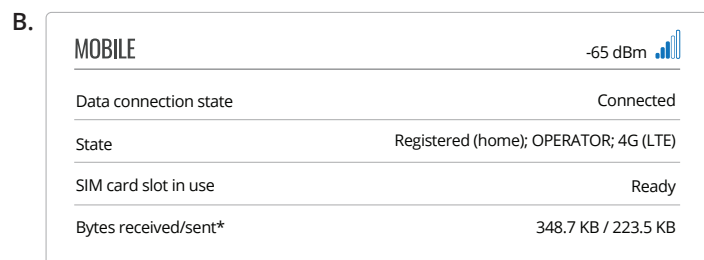 B.
MOBILE -65 dBm
Data connection state Connected
State Registered (home); OPERATOR; 4G (LTE)
SIM card slot in use Ready
Bytes received/sent* 348.7 KB / 223.5 KB